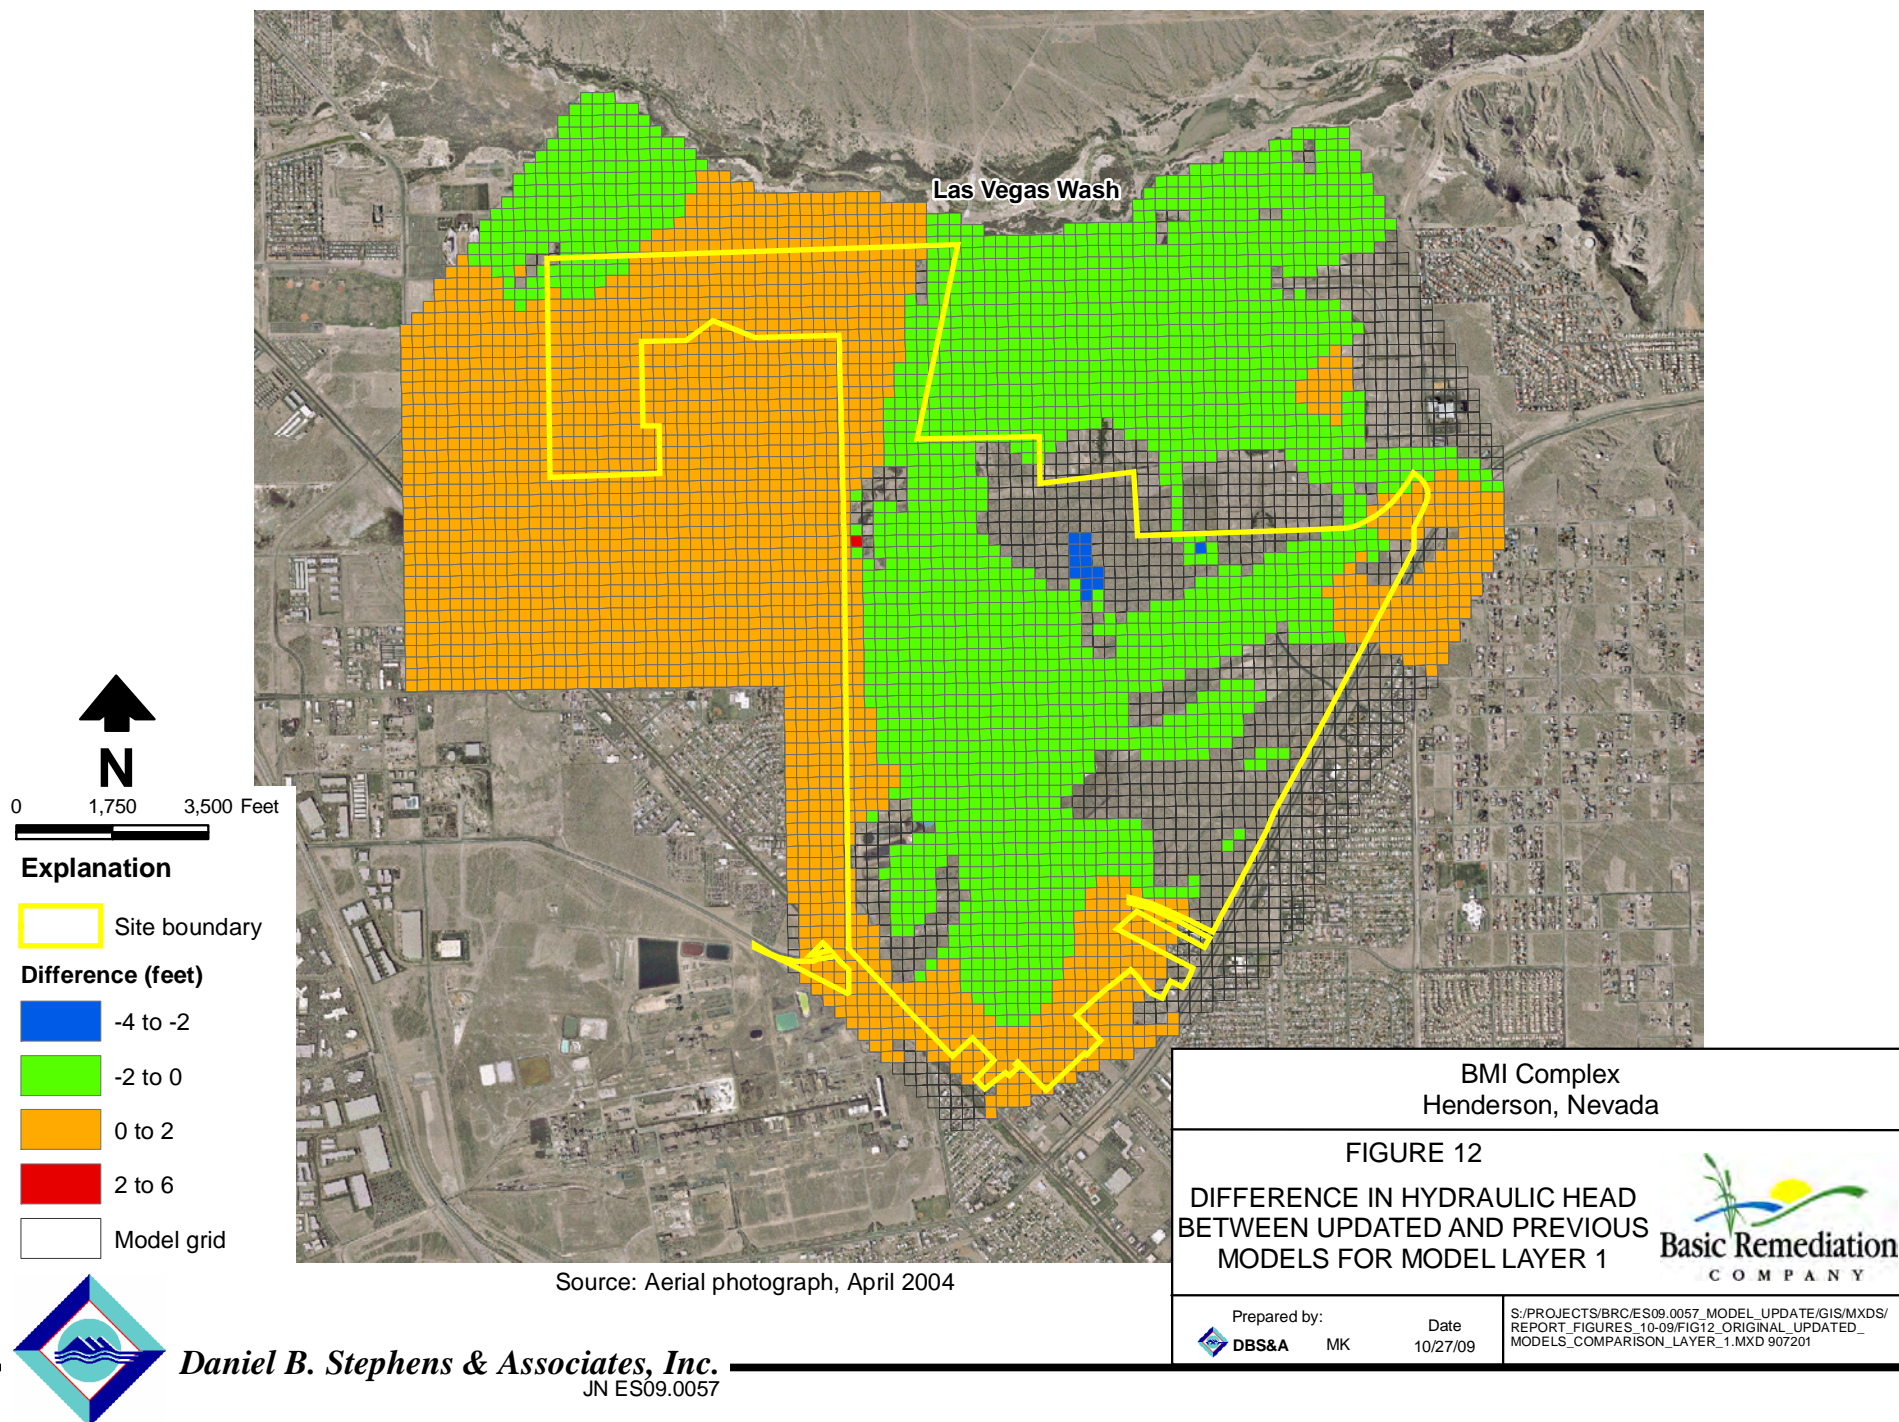 Las Vegas Wash
N
0 1,750 3,500 Feet
Explanation
Site boundary
Difference (feet)
-4 to -2
-2 to 0
0 to 2
2 to 6
Model grid
Source: Aerial photograph, April 2004
BMI Complex
Henderson, Nevada
FIGURE 12
DIFFERENCE IN HYDRAULIC HEAD
BETWEEN UPDATED AND PREVIOUS
MODELS FOR MODEL LAYER 1
Basic Remediation
COMPANY
Prepared by:
DBS&A MK
Date
10/27/09
S:/PROJECTS/BRC/ES09.0057_MODEL_UPDATE/GIS/MXDS/
REPORT_FIGURES_10-09/FIG12_ORIGINAL_UPDATED_
MODELS_COMPARISON_LAYER_1.MXD 907201
Daniel B. Stephens & Associates, Inc.
JN ES09.0057